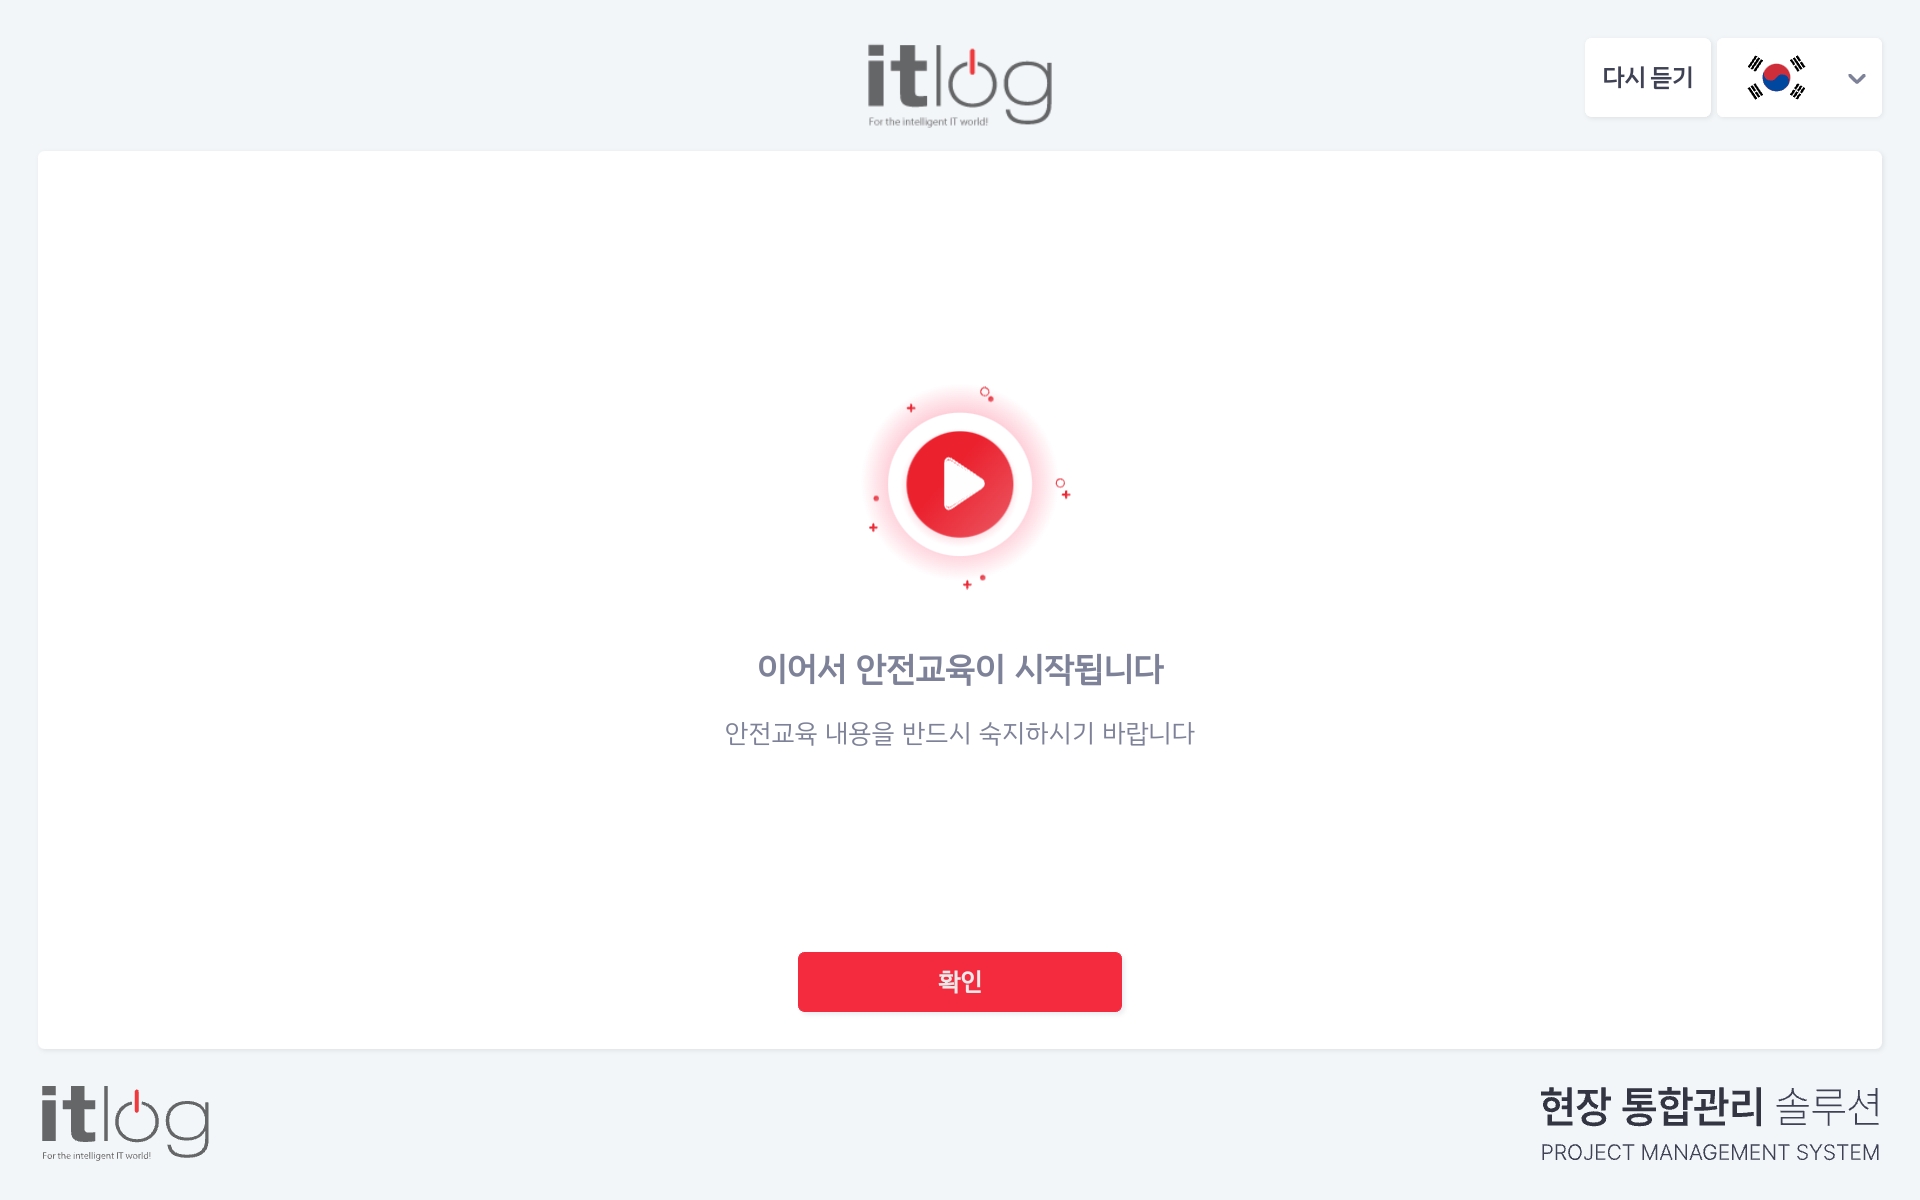 itlog
For the intelligent IT world!
다시 듣기
이어서 안전교육이 시작됩니다
안전교육 내용을 반드시 숙지하시기 바랍니다
확인
itlog
For the intelligent IT world!
현장 통합관리 솔루션
PROJECT MANAGEMENT SYSTEM